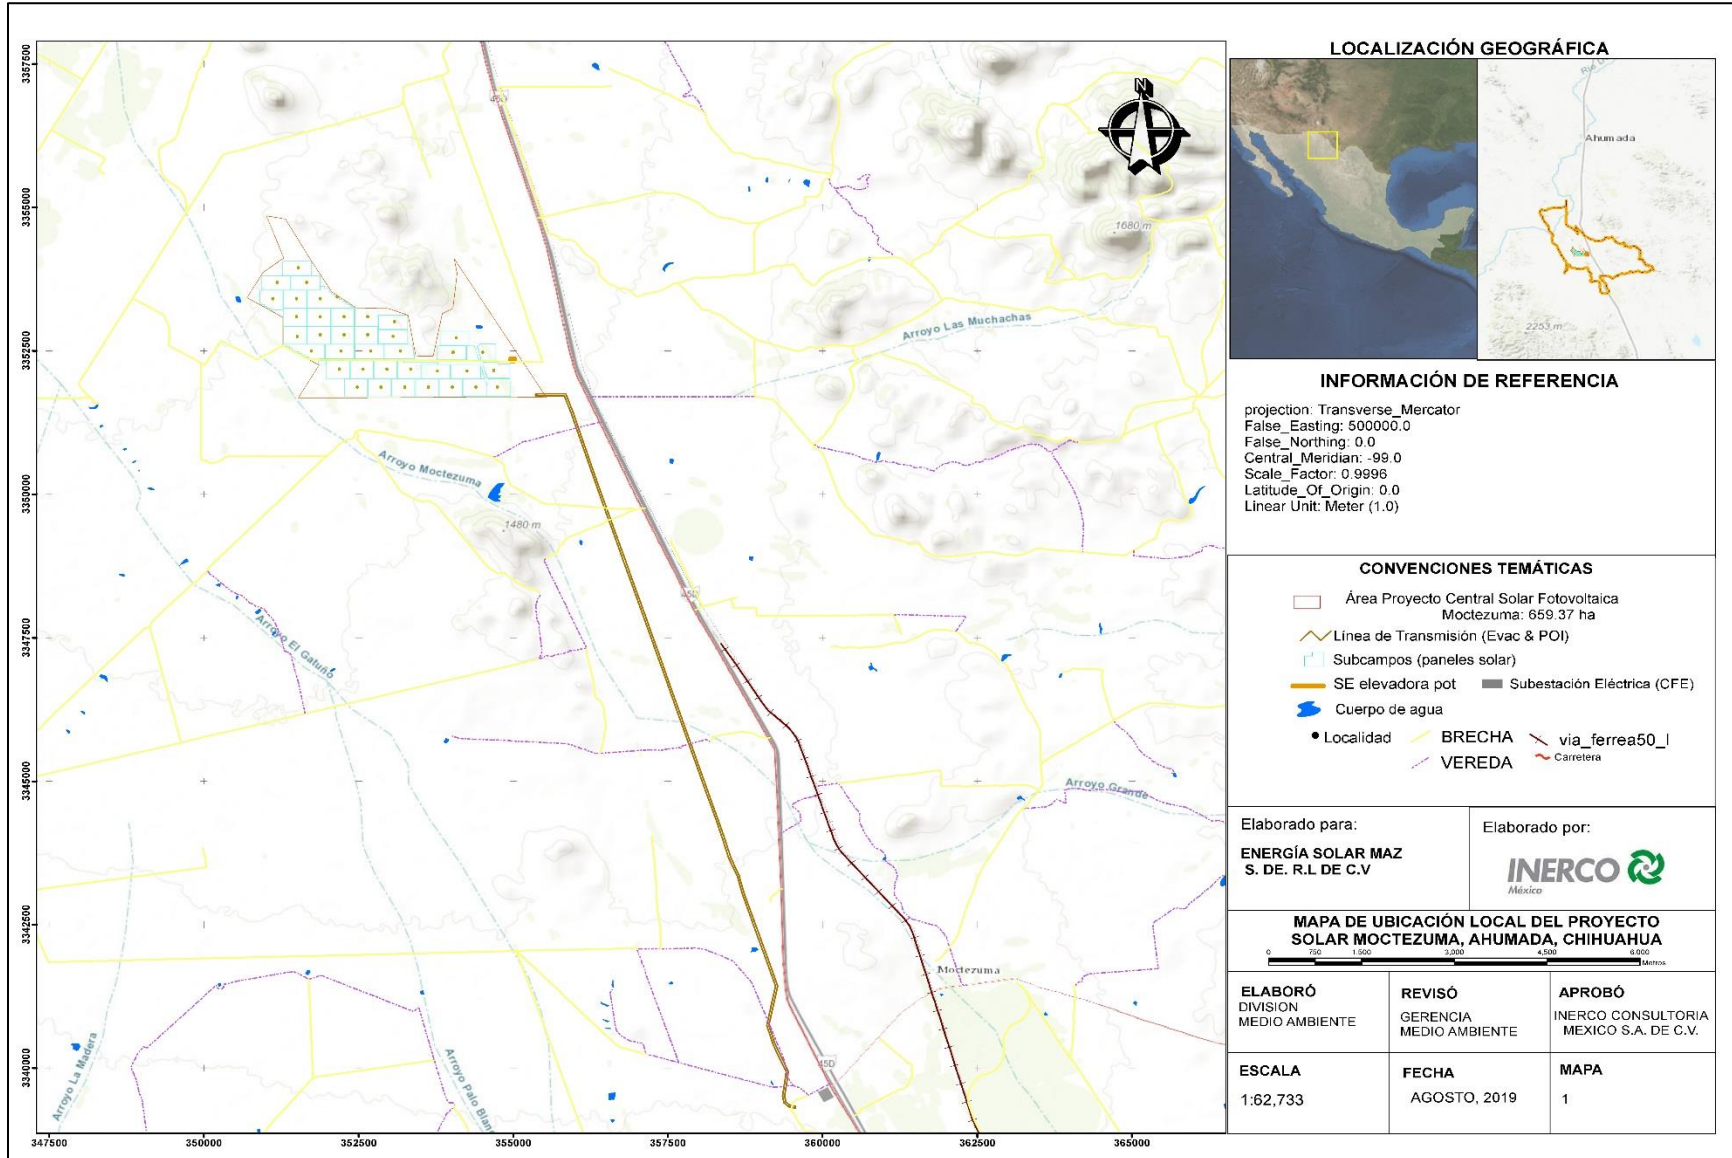 3357500
3355000
3352500
3350000
3347500
3345000
3342500
3340000
347500
350000
352500
355000
357500
360000
362500
365000
45D
N
1680 m
Arroyo Las Muchachas
Arroyo Moctezuma
1480 m
45D
Arroyo El Gatuño
Arroyo Grande
Moctezuma
45D
Arroyo La Madera
Arroyo Palo Blan
LOCALIZACIÓN GEOGRÁFICA
Ahumada
2253 m
INFORMACIÓN DE REFERENCIA
projection: Transverse_Mercator
False_Easting: 500000.0
False_Northing: 0.0
Central_Meridian: -99.0
Scale_Factor: 0.9996
Latitude_Of_Origin: 0.0
Linear Unit: Meter (1.0)
CONVENCIONES TEMÁTICAS
Área Proyecto Central Solar Fotovoltaica
Moctezuma: 659.37 ha
Línea de Transmisión (Evac & POI)
Subcampos (paneles solar)
SE elevadora pot
Subestación Eléctrica (CFE)
Cuerpo de agua
Localidad
BRECHA
via_ferrea50_l
VEREDA
Carretera
Elaborado para:
ENERGÍA SOLAR MAZ
S. DE. R.L DE C.V
Elaborado por:
INERCO
México
MAPA DE UBICACIÓN LOCAL DEL PROYECTO
SOLAR MOCTEZUMA, AHUMADA, CHIHUAHUA
0 750 1,500 3,000 4,500 6,000
Metros
ELABORÓ
DIVISION
MEDIO AMBIENTE
REVISÓ
GERENCIA
MEDIO AMBIENTE
APROBÓ
INERCO CONSULTORIA
MEXICO S.A. DE C.V.
ESCALA
1:62,733
FECHA
AGOSTO, 2019
MAPA
1